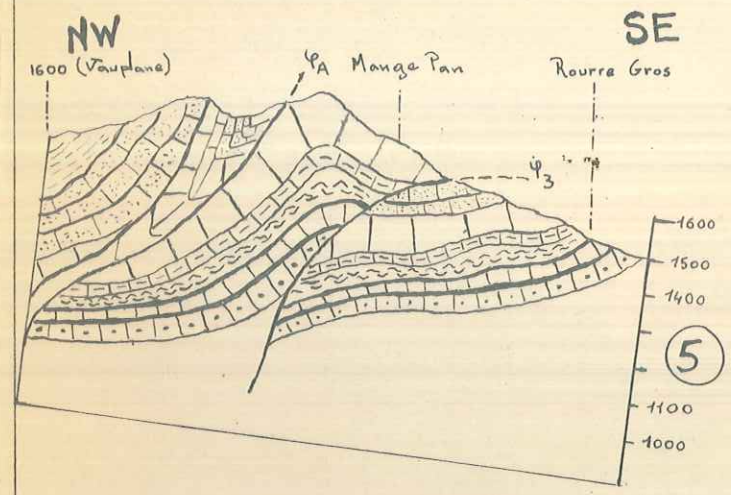 NW
SE
1600 (Vauplane)
φA
Mange Pan
Rourre Gros
φ3
1600
1500
1400
1100
1000
5